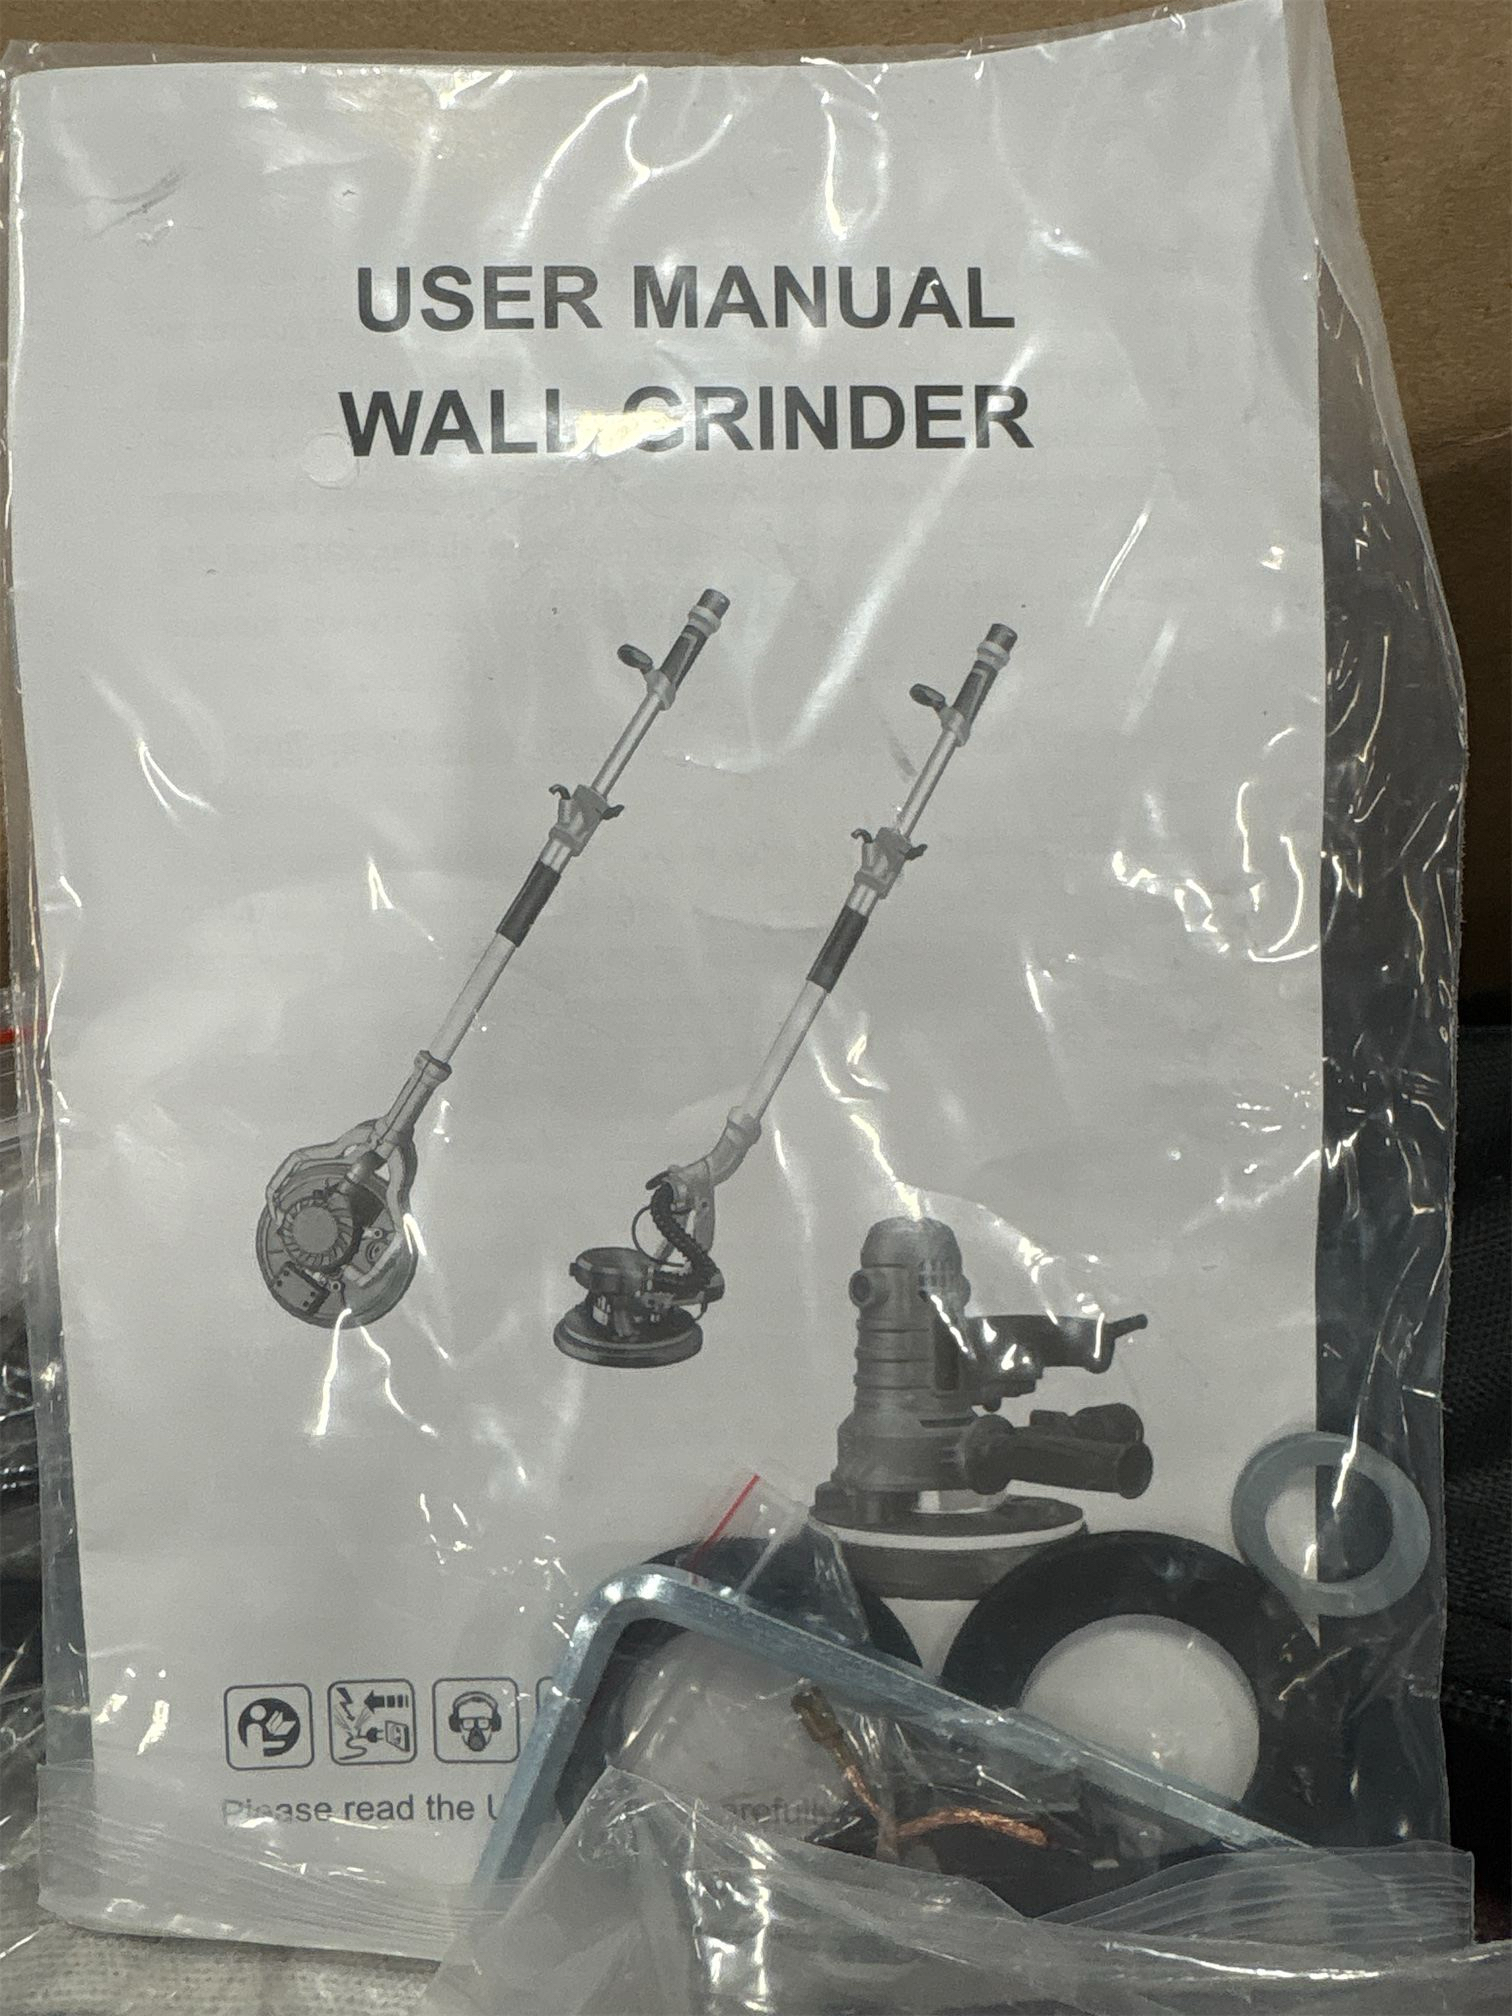 USER MANUAL
WALL GRINDER
Please read the